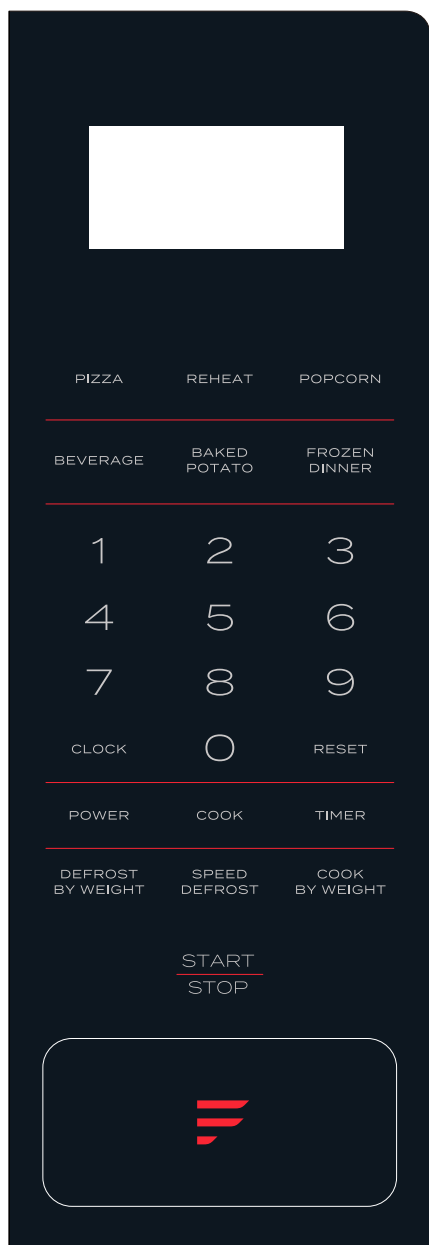 PIZZA REHEAT POPCORN
BEVERAGE BAKED POTATO FROZEN DINNER
1 2 3
4 5 6
7 8 9
CLOCK 0 RESET
POWER COOK TIMER
DEFROST BY WEIGHT SPEED DEFROST COOK BY WEIGHT
START
STOP